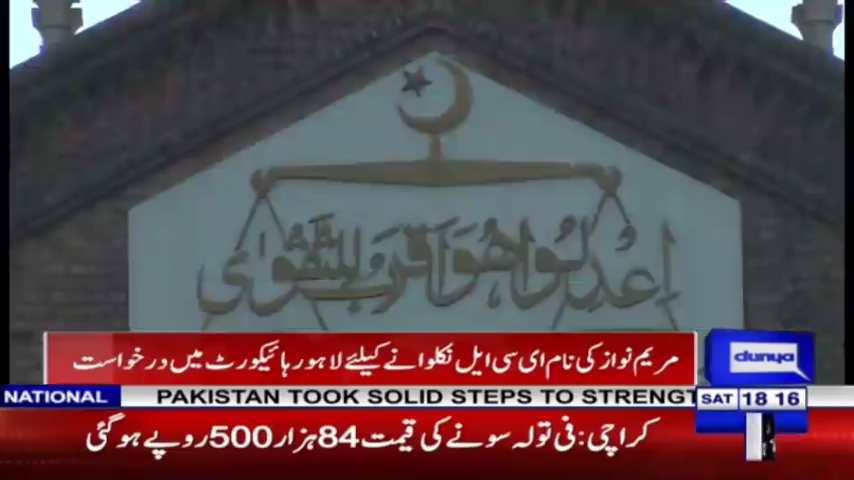 اعدلوا هو اقرب للتقوى
مریم نواز کی نام ای سی ایل نکلوانے کیلئے لاہور ہائیکورٹ میں درخواست
dunya
NATIONAL PAKISTAN TOOK SOLID STEPS TO STRENGT
SAT 18 16
کراچی: فی تولہ سونے کی قیمت 84 ہزار 500 روپے ہوگئی